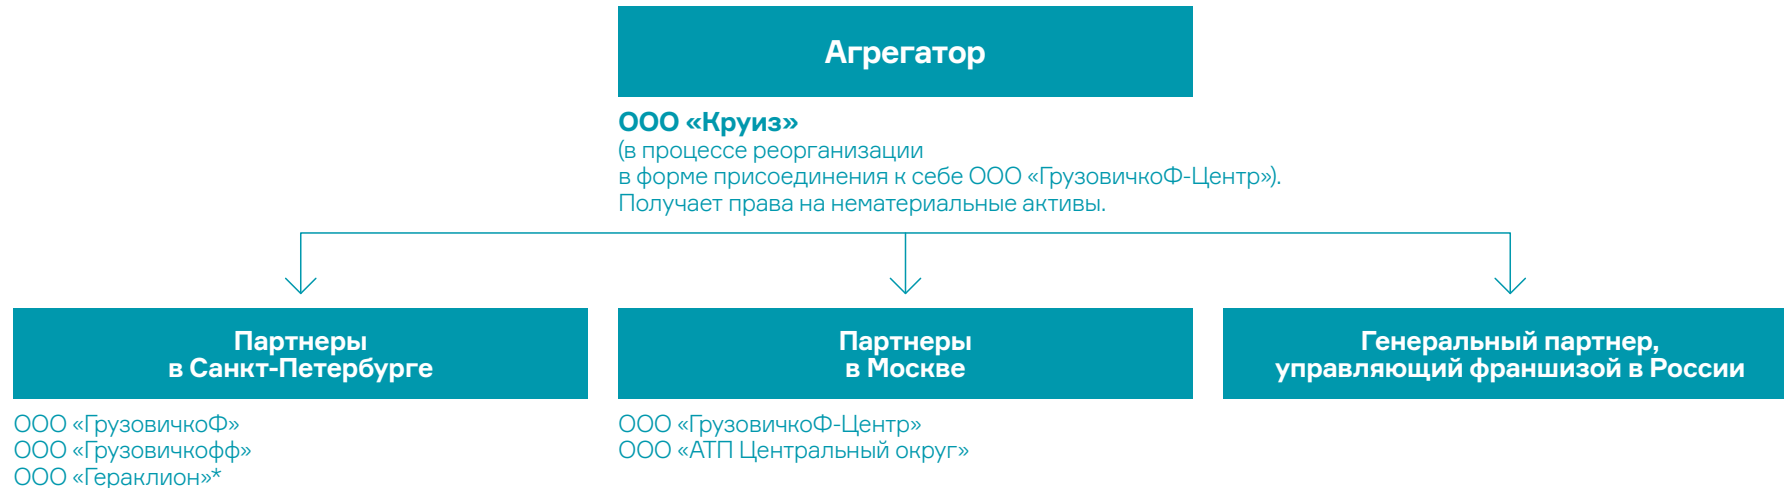 Агрегатор
ООО «Круиз»
(в процессе реорганизации
в форме присоединения к себе ООО «ГрузовичкоФ-Центр»).
Получает права на нематериальные активы.
Партнеры
в Санкт-Петербурге
ООО «ГрузовичкоФ»
ООО «Грузовичкофф»
ООО «Гераклион»*
Партнеры
в Москве
ООО «ГрузовичкоФ-Центр»
ООО «АТП Центральный округ»
Генеральный партнер,
управляющий франшизой в России